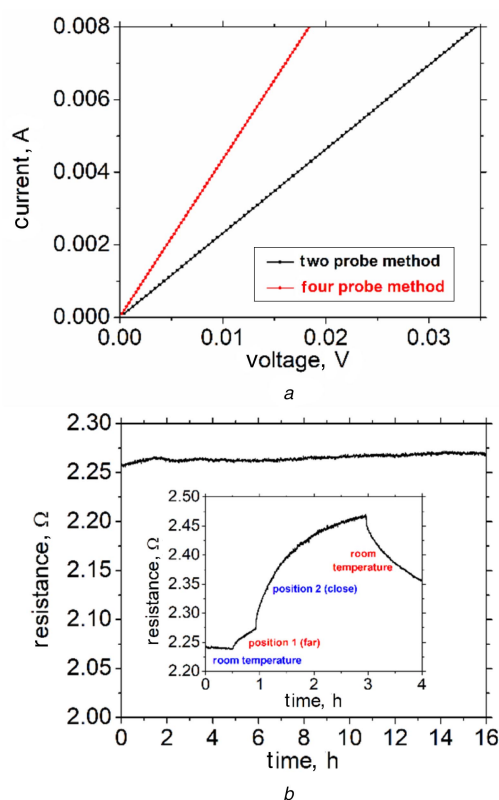 0.008
0.006
0.004
0.002
0.000
current, A
two probe method
four probe method
0.00 0.01 0.02 0.03
voltage, V
a
2.30
2.25
2.20
2.15
2.10
2.05
2.00
resistance, Ω
2.50
2.45
2.40
2.35
2.30
2.25
2.20
resistance, Ω
room
temperature
position 2 (close)
position 1 (far)
room temperature
0 1 2 3 4
time, h
0 2 4 6 8 10 12 14 16
time, h
b